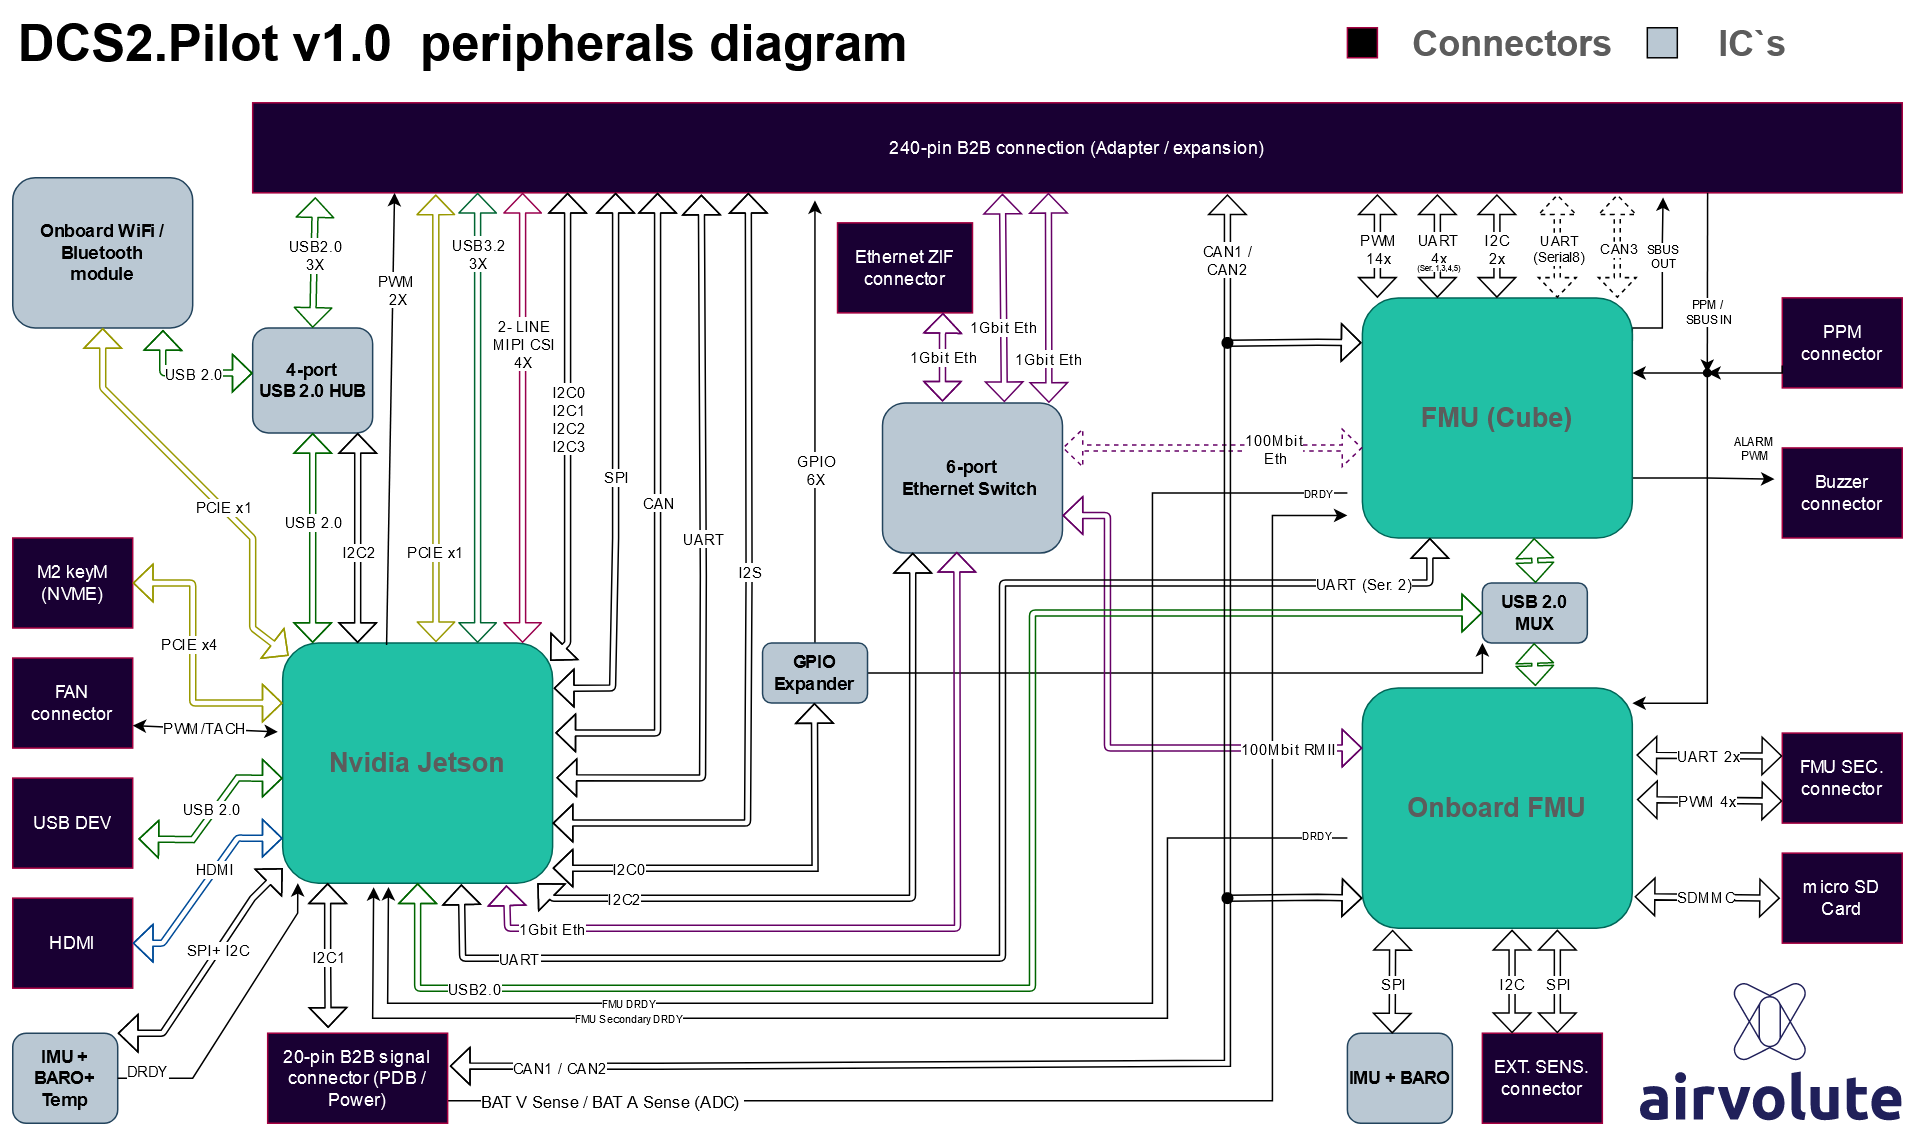 DCS2.Pilot v1.0 peripherals diagram
Connectors
IC`s
240-pin B2B connection (Adapter / expansion)
Onboard WiFi /
Bluetooth
module
USB2.0
3X
PWM
2X
USB3.2
3X
2- LINE
MIPI CSI
4X
I2C0
I2C1
I2C2
I2C3
SPI
CAN
UART
I2S
GPIO
6X
Ethernet ZIF
connector
1Gbit Eth
1Gbit Eth
1Gbit Eth
CAN1 /
CAN2
PWM
14x
UART
4x
(Ser. 1,3,4,5)
I2C
2x
UART
(Serial8)
CAN3
SBUS
OUT
PPM /
SBUS IN
PPM
connector
4-port
USB 2.0 HUB
USB 2.0
FMU (Cube)
6-port
Ethernet Switch
100Mbit
Eth
ALARM
PWM
Buzzer
connector
PCIE x1
USB 2.0
I2C2
PCIE x1
DRDY
M2 keyM
(NVME)
PCIE x4
UART (Ser. 2)
USB 2.0
MUX
GPIO
Expander
FAN
connector
PWM/TACH
Nvidia Jetson
100Mbit RMII
Onboard FMU
UART 2x
PWM 4x
FMU SEC.
connector
USB DEV
USB 2.0
HDMI
DRDY
I2C0
I2C2
SDMMC
micro SD
Card
HDMI
SPI+ I2C
I2C1
1Gbit Eth
UART
USB2.0
FMU DRDY
FMU Secondary DRDY
SPI
I2C
SPI
IMU +
BARO+
Temp
DRDY
20-pin B2B signal
connector (PDB /
Power)
CAN1 / CAN2
BAT V Sense / BAT A Sense (ADC)
IMU + BARO
EXT. SENS.
connector
airvolute